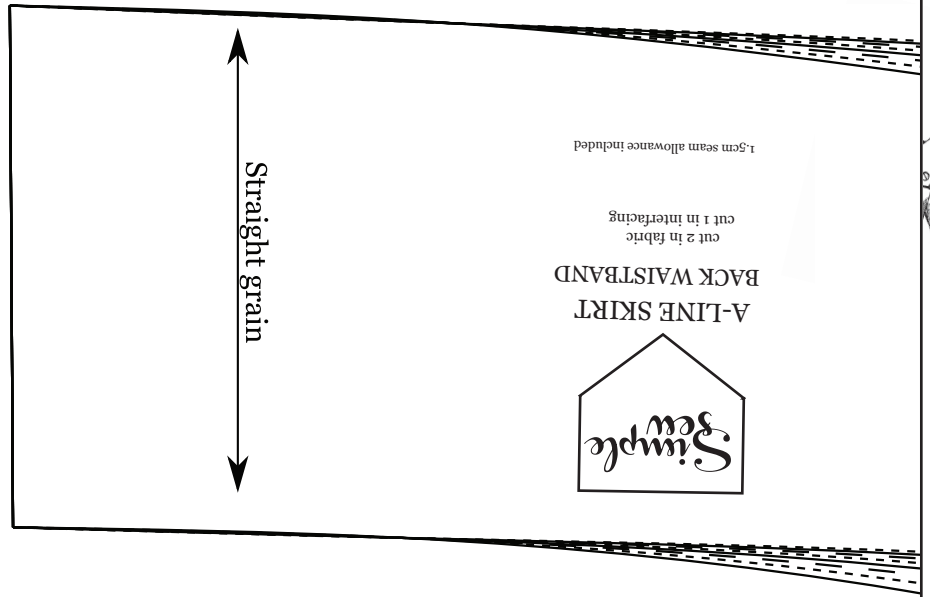 Simple
sew
A-LINE SKIRT
BACK WAISTBAND
cut 2 in fabric
cut 1 in interfacing
1.5cm seam allowance included
Straight grain